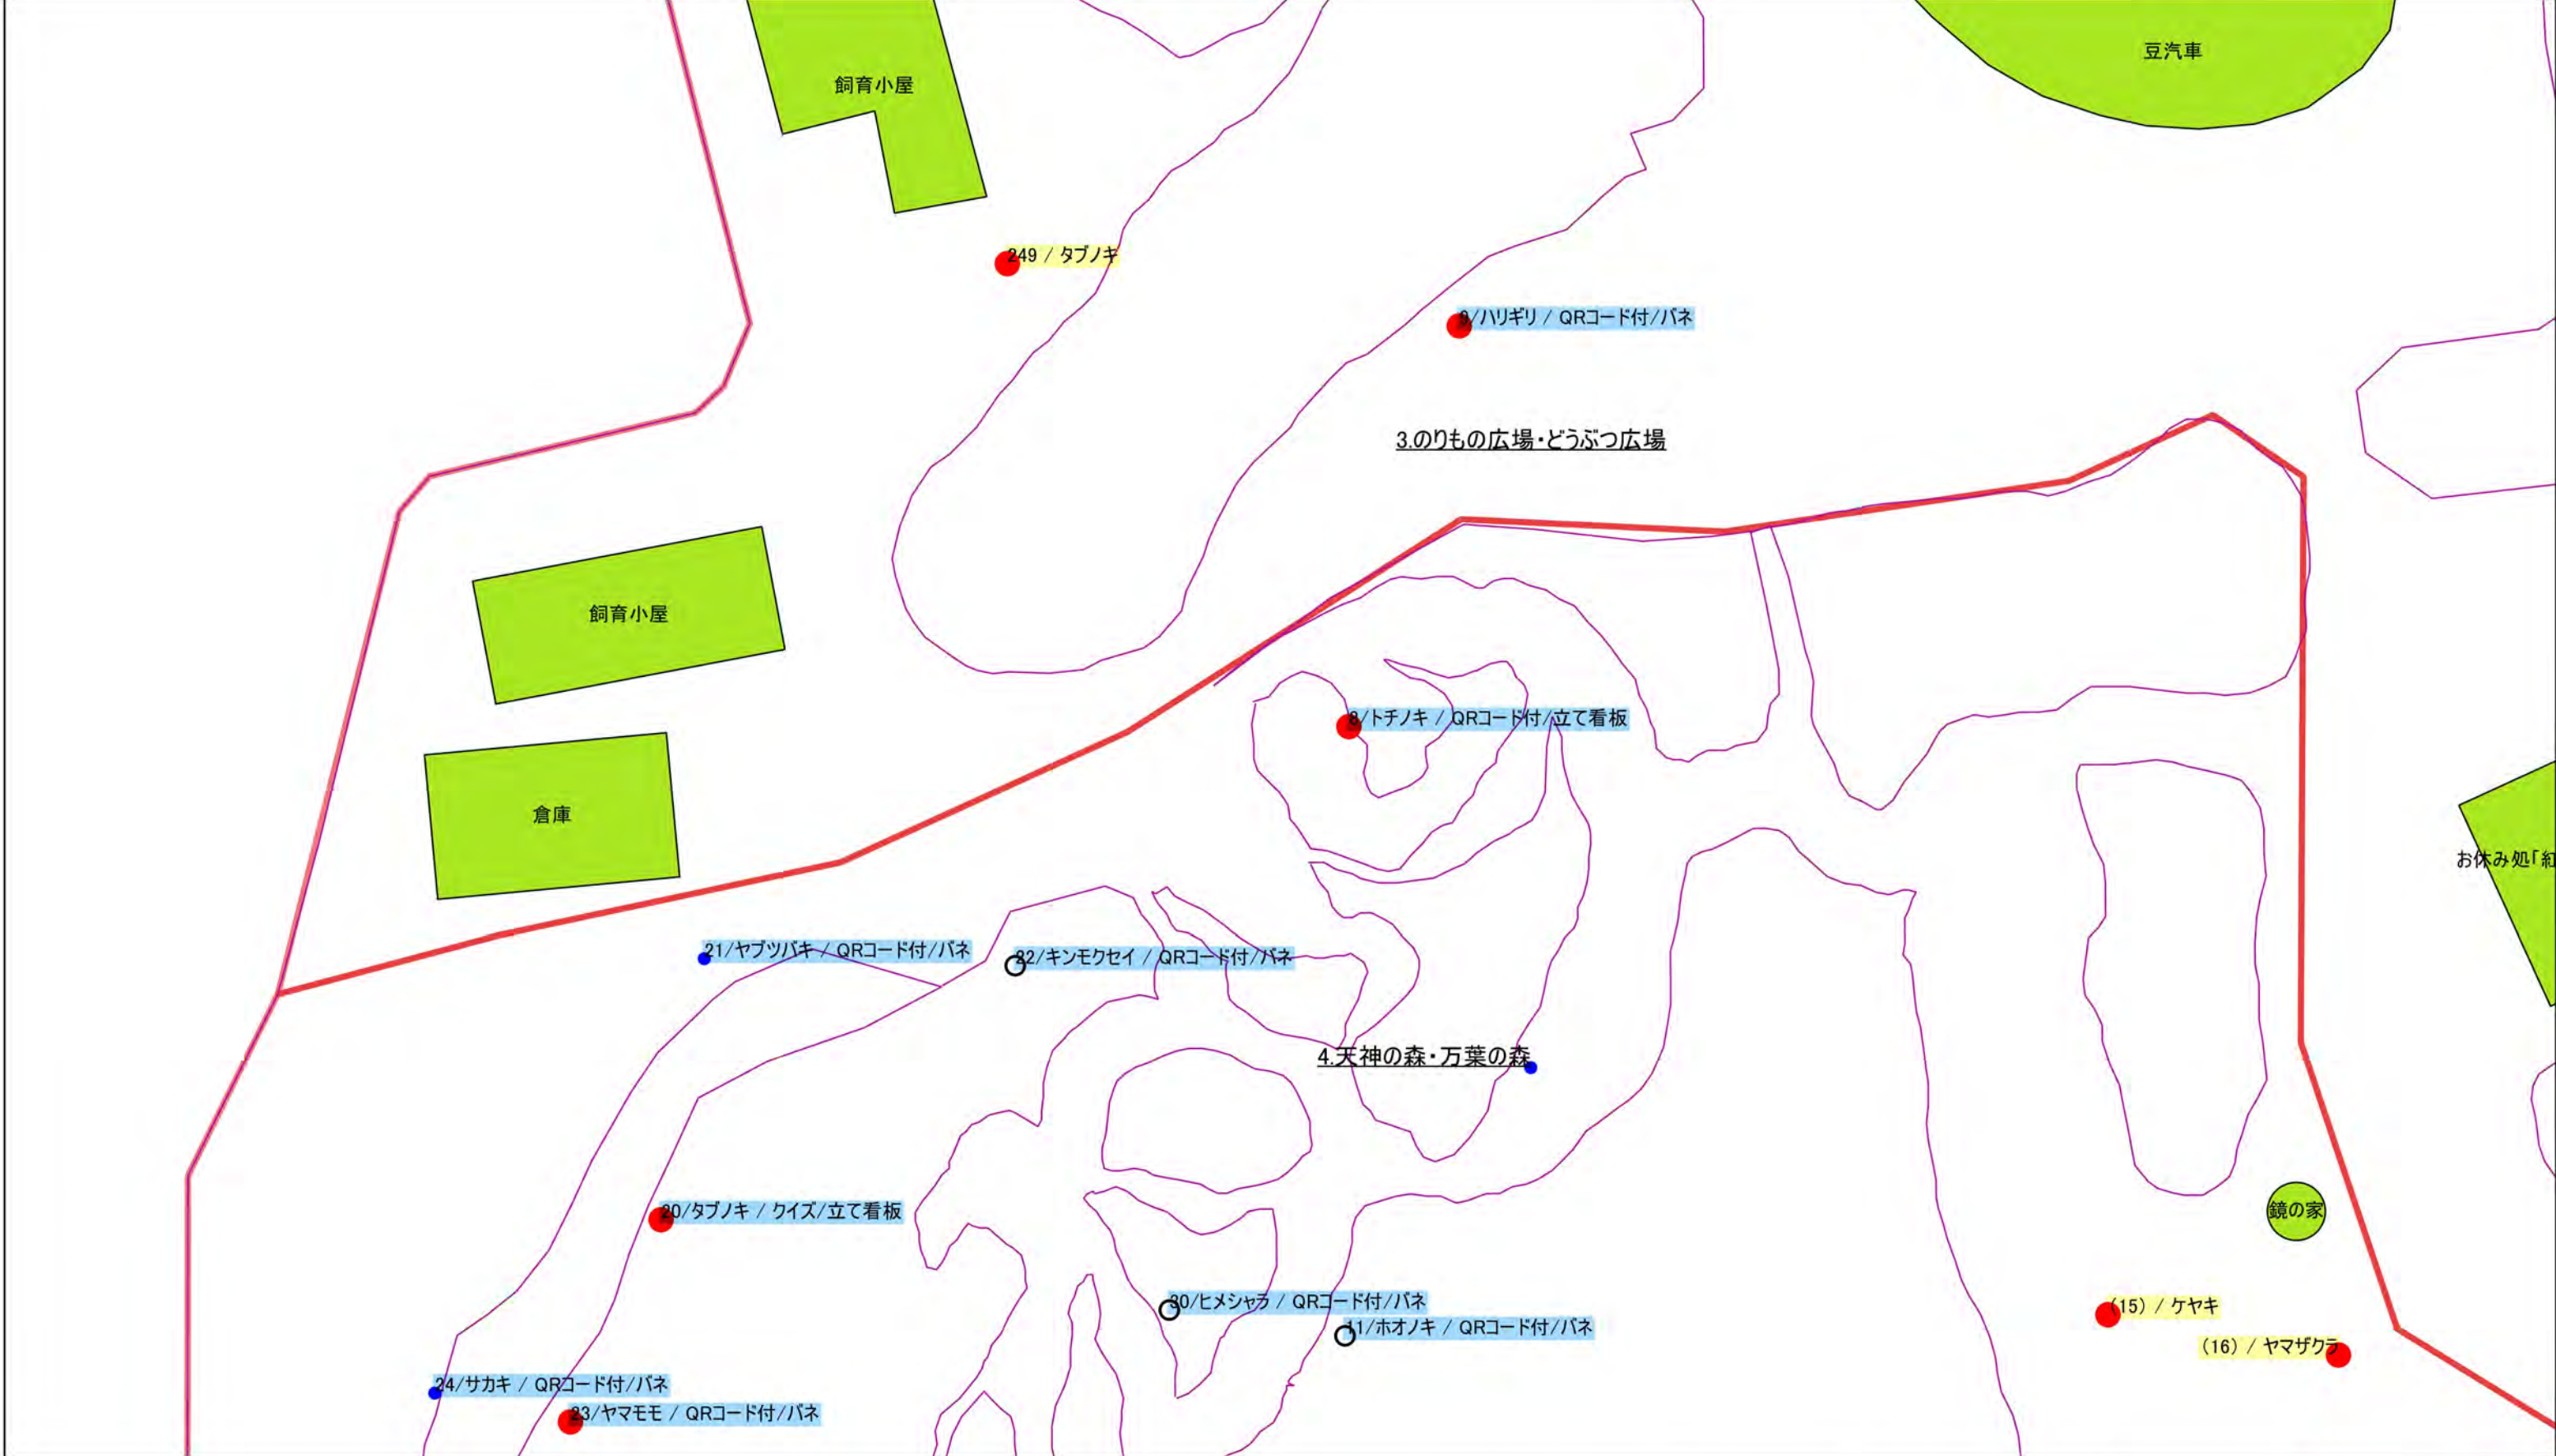 豆汽車
飼育小屋
249 / タブノキ
9/ハリギリ / QRコード付/バネ
3.のりもの広場・どうぶつ広場
飼育小屋
8/トチノキ / QRコード付/立て看板
倉庫
お休み処「紅
21/ヤブツバキ / QRコード付/バネ
22/キンモクセイ / QRコード付/バネ
4.天神の森・万葉の森
20/タブノキ / クイズ/立て看板
鏡の家
30/ヒメシャラ / QRコード付/バネ
(15) / ケヤキ
11/ホオノキ / QRコード付/バネ
(16) / ヤマザクラ
24/サカキ / QRコード付/バネ
23/ヤマモモ / QRコード付/バネ